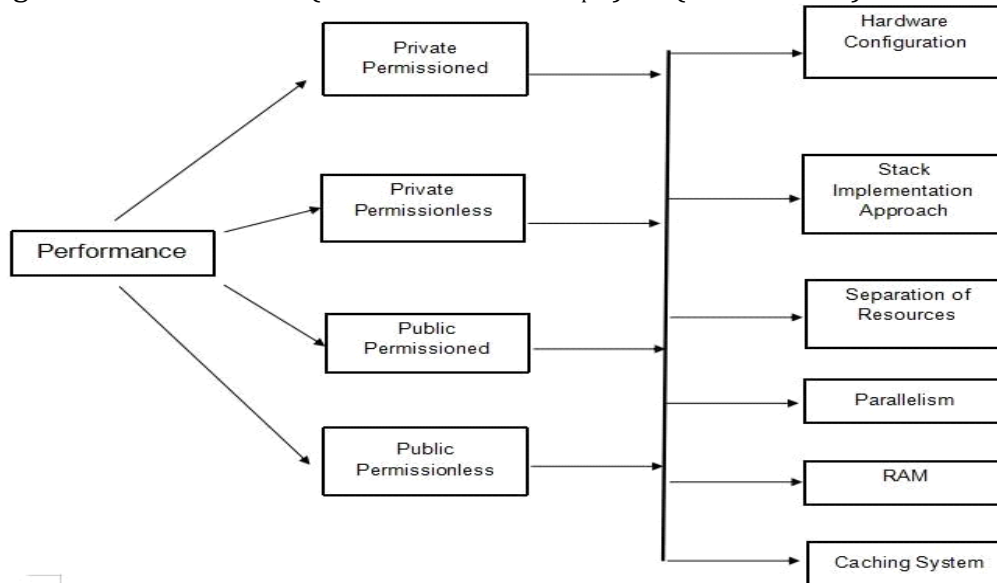 Private
Permissioned
Private
Permissionless
Performance
Public
Permissioned
Public
Permissionless
Hardware
Configuration
Stack
Implementation
Approach
Separation of
Resources
Parallelism
RAM
Caching System